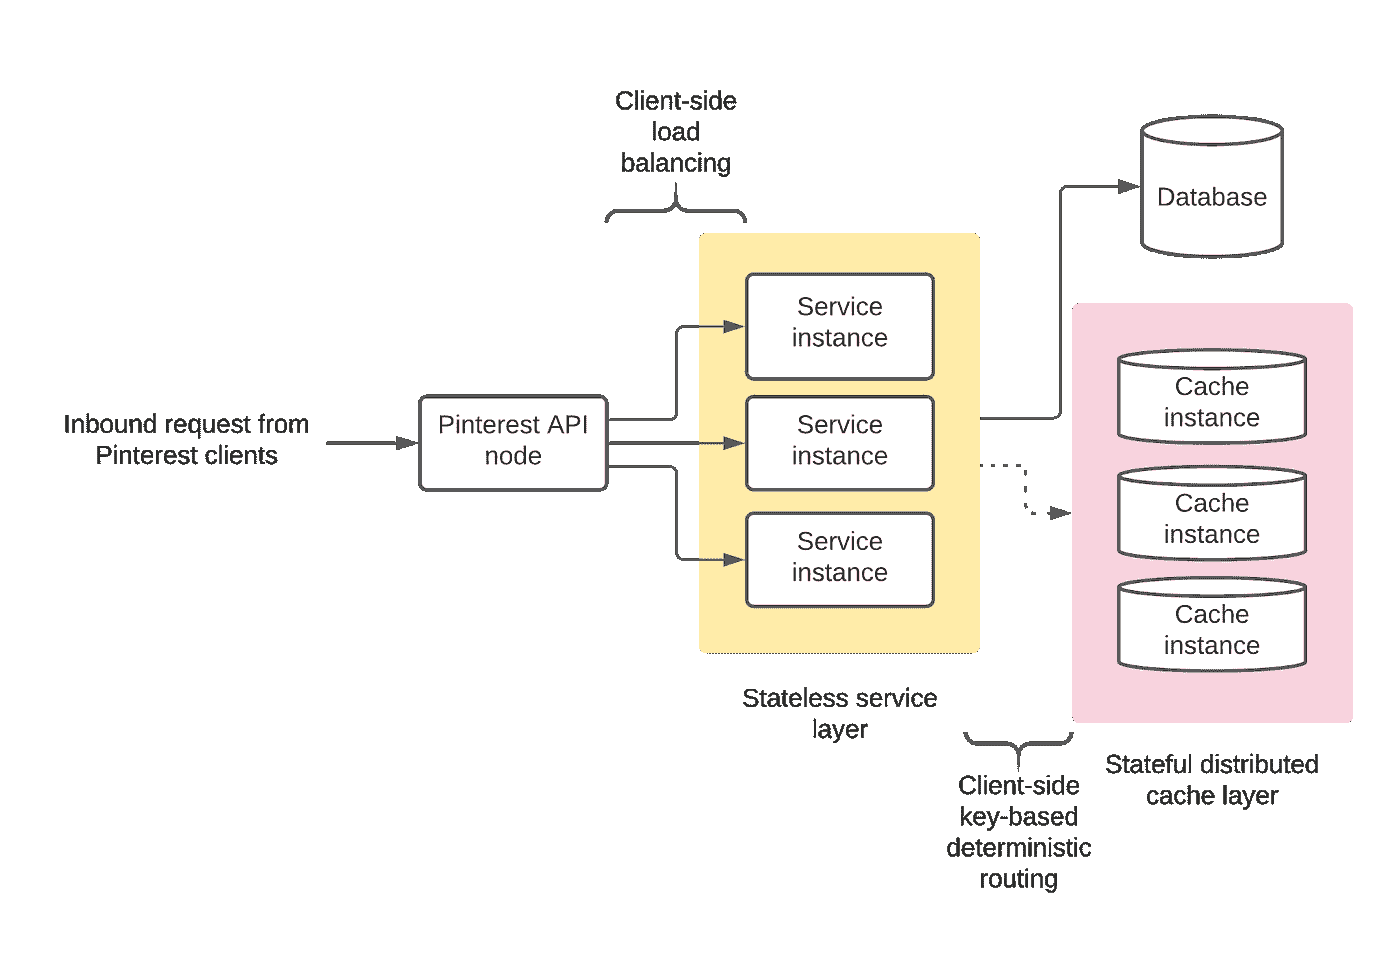 Client-side
load
balancing
Database
Service
instance
Cache
instance
Inbound request from
Pinterest clients
Pinterest API
node
Service
instance
Cache
instance
Service
instance
Cache
instance
Stateless service
layer
Stateful distributed
cache layer
Client-side
key-based
deterministic
routing